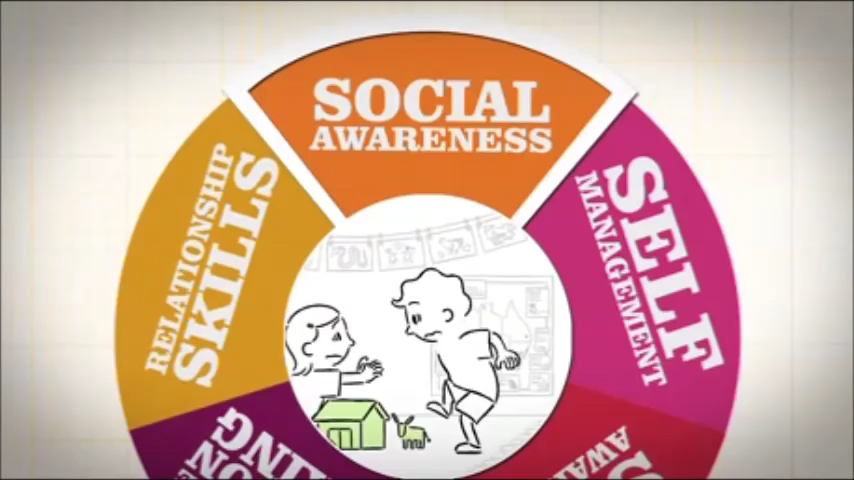 SOCIAL
AWARENESS
RELATIONSHIP
SKILLS
SELF
MANAGEMENT